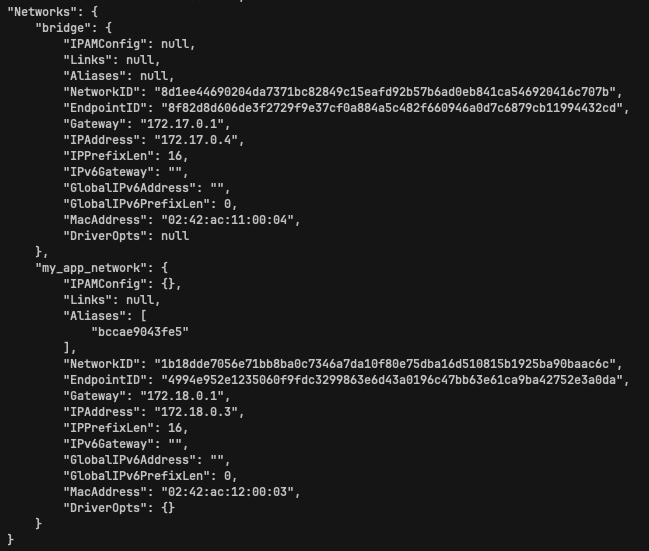 "Networks": {
    "bridge": {
        "IPAMConfig": null,
        "Links": null,
        "Aliases": null,
        "NetworkID": "8d1ee44690204da7371bc82849c15eafd92b57b6ad0eb841ca546920416c707b",
        "EndpointID": "8f82d8d606de3f2729f9e37cf0a884a5c482f660946a0d7c6879cb11994432cd",
        "Gateway": "172.17.0.1",
        "IPAddress": "172.17.0.4",
        "IPPrefixLen": 16,
        "IPv6Gateway": "",
        "GlobalIPv6Address": "",
        "GlobalIPv6PrefixLen": 0,
        "MacAddress": "02:42:ac:11:00:04",
        "DriverOpts": null
    },
    "my_app_network": {
        "IPAMConfig": {},
        "Links": null,
        "Aliases": [
            "bccae9043fe5"
        ],
        "NetworkID": "1b18dde7056e71bb8ba0c7346a7da10f80e75dba16d510815b1925ba90baac6c",
        "EndpointID": "4994e952e1235060f9fdc3299863e6d43a0196c47bb63e61ca9ba42752e3a0da",
        "Gateway": "172.18.0.1",
        "IPAddress": "172.18.0.3",
        "IPPrefixLen": 16,
        "IPv6Gateway": "",
        "GlobalIPv6Address": "",
        "GlobalIPv6PrefixLen": 0,
        "MacAddress": "02:42:ac:12:00:03",
        "DriverOpts": {}
    }
}